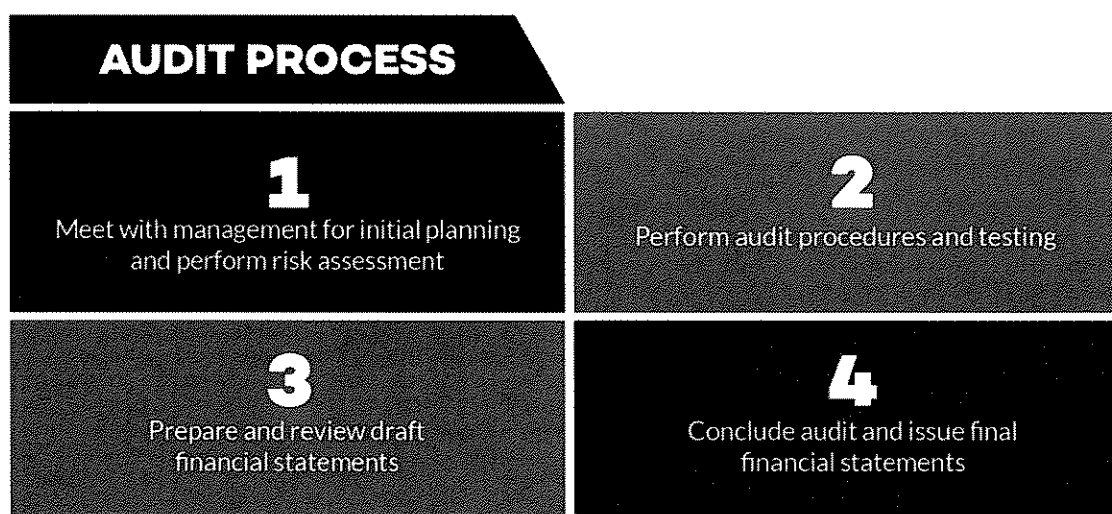 AUDIT PROCESS
1
Meet with management for initial planning
and perform risk assessment
2
Perform audit procedures and testing
3
Prepare and review draft
financial statements
4
Conclude audit and issue final
financial statements